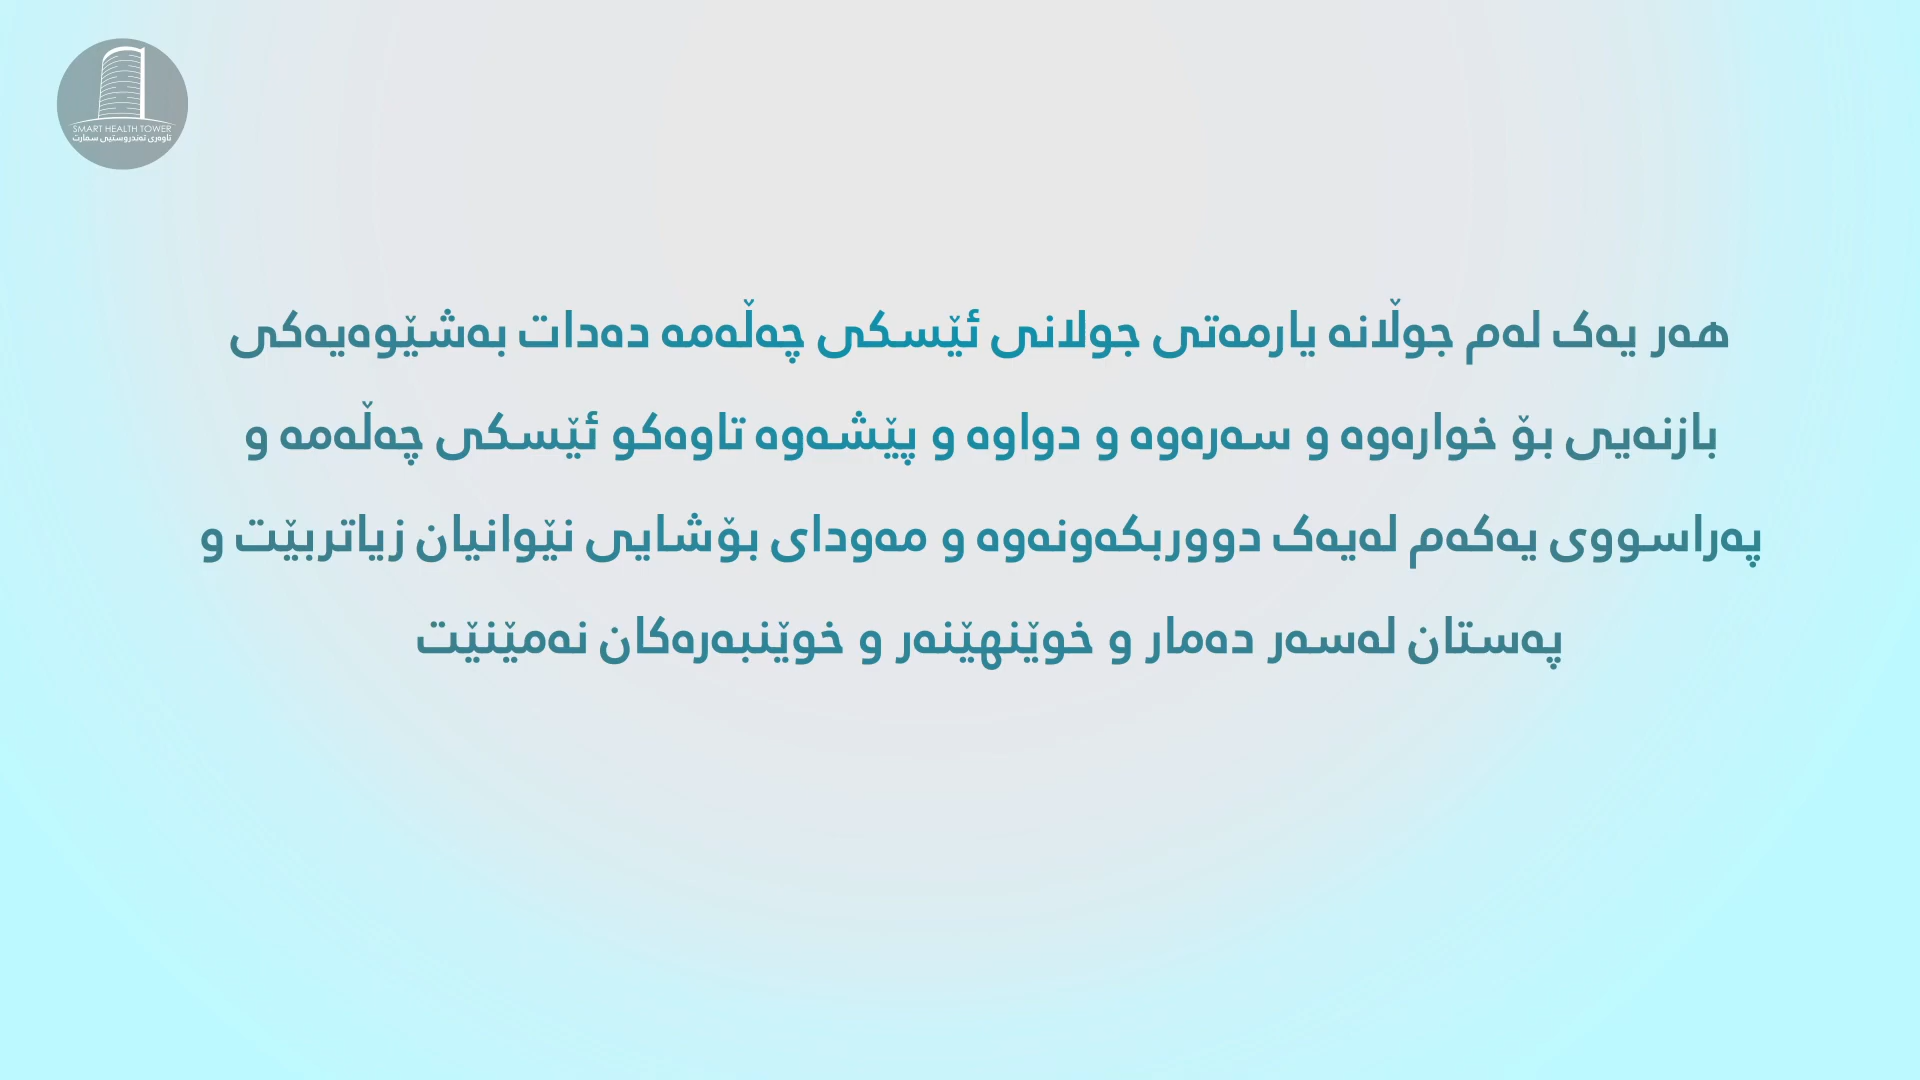 SMART HEALTH TOWER
تاوەری تەندروستیی سمارت
هەر یەک لەم جوڵانە یارمەتی جولانی ئێسکی چەڵەمە دەدات بەشێوەیەکی
بازنەیی بۆ خوارەوە و سەرەوە و دواوە و پێشەوە تاوەکو ئێسکی چەڵەمە و
پەراسووی یەکەم لەیەک دووربکەونەوە و مەودای بۆشایی نێوانیان زیاتربێت و
پەستان لەسەر دەمار و خوێنهێنەر و خوێنبەرەکان نەمێنێت